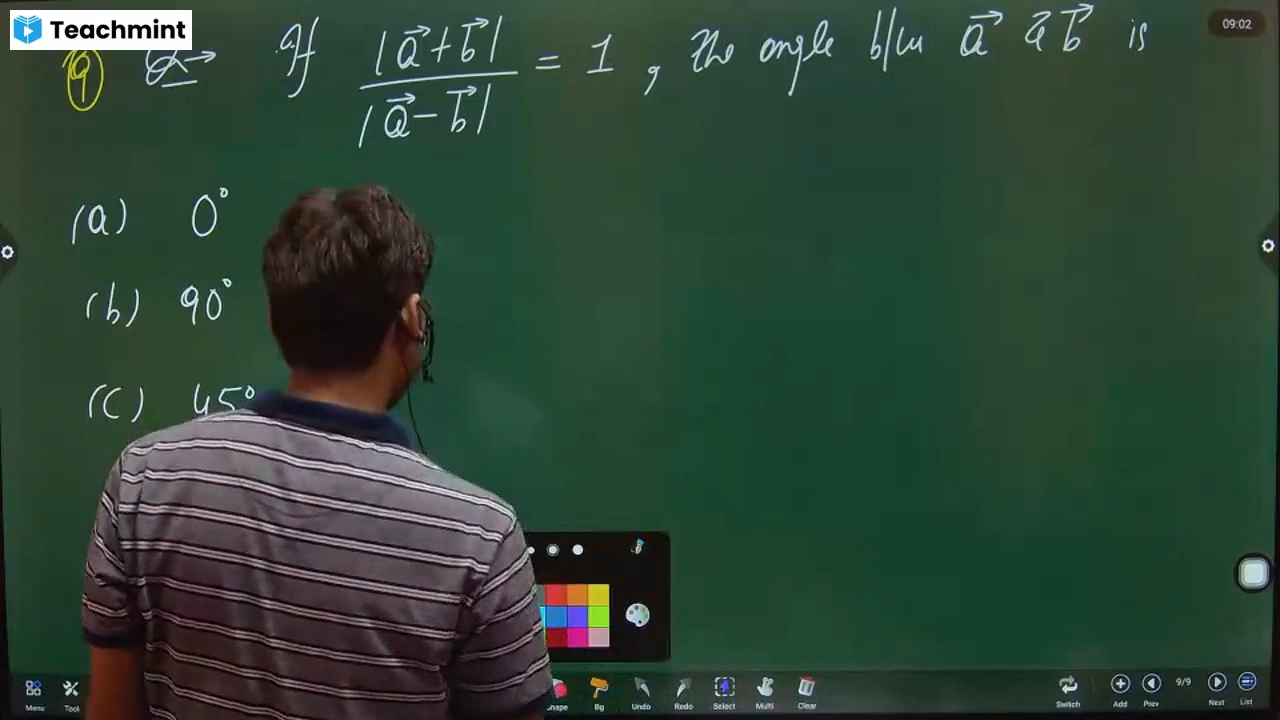 Teachmint
09:02
9 Q→ If |a⃗+b⃗| / |a⃗-b⃗| = 1, the angle b/w a⃗ & b⃗ is
(a) 0°
(b) 90°
(c) 45°
Menu Tool Bg Undo Redo Select Multi Clear Switch Add Prev 9/9 Next List